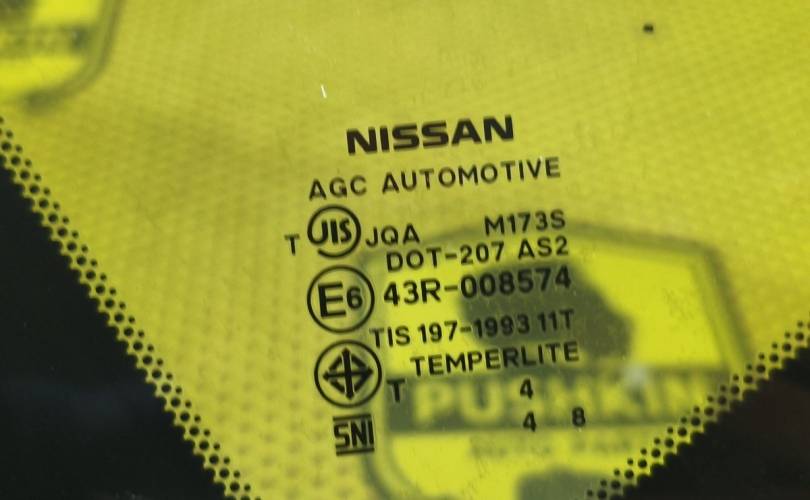 NISSAN
AGC AUTOMOTIVE
T JIS JQA M173S
DOT-207 AS2
E6 43R-008574
TIS 197-1993 11T
TEMPERLITE
T 4
SNI 4 8
PUSHKIN